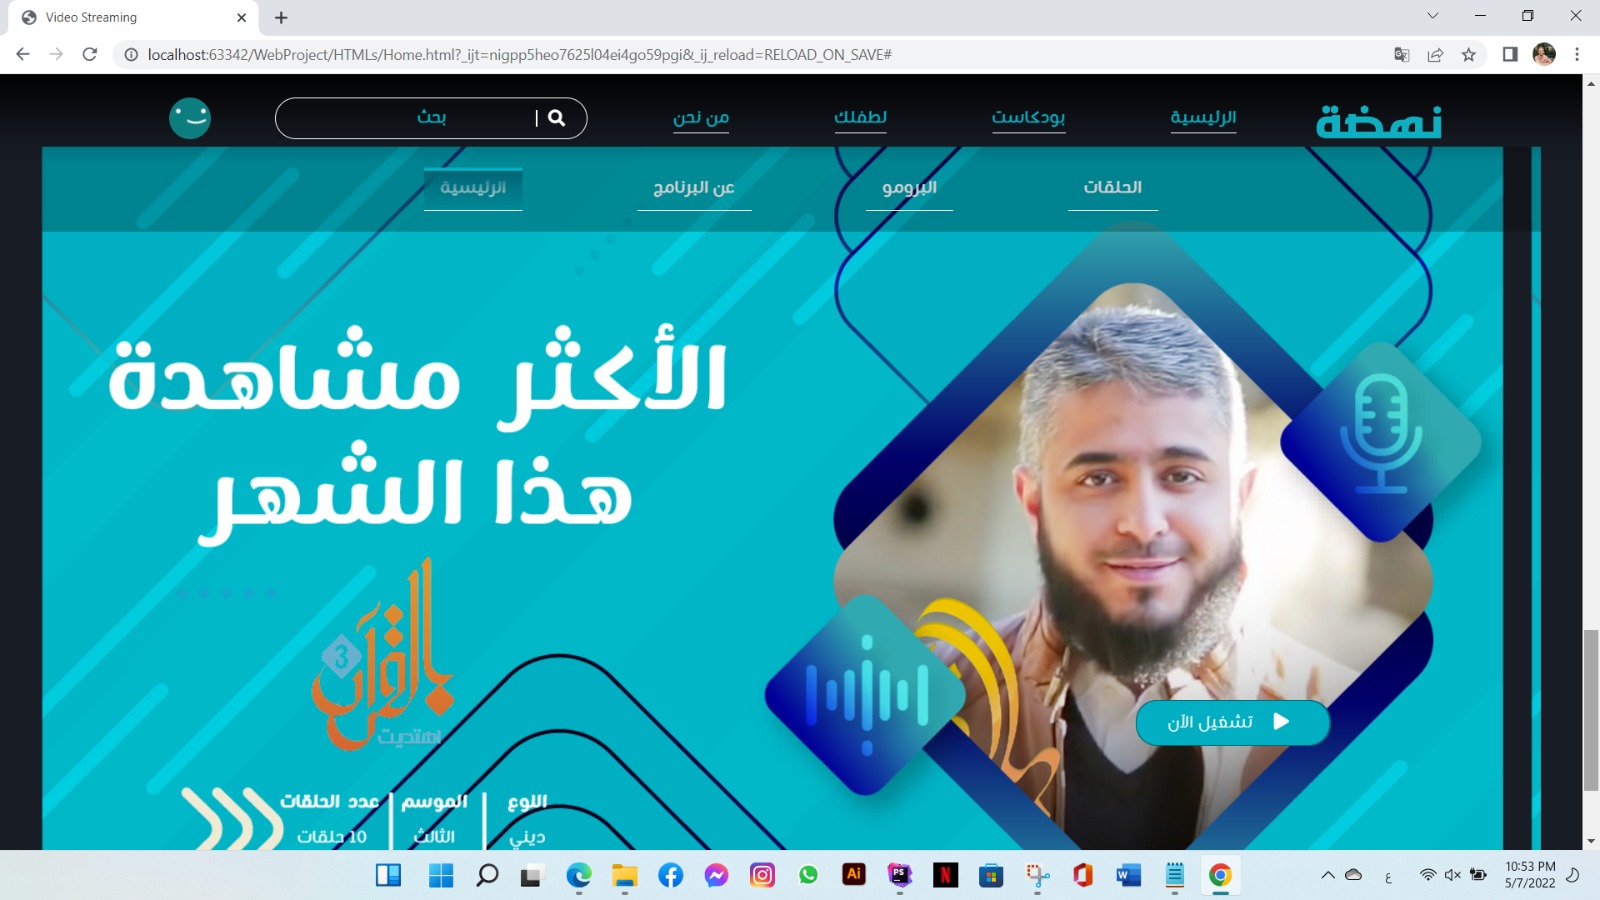 Video Streaming
localhost:63342/WebProject/HTMLs/Home.html?_ijt=nigpp5heo7625l04ei4go59pgi&_ij_reload=RELOAD_ON_SAVE#
نهضة
الرئيسية
بودكاست
لطفلك
من نحن
بحث
الحلقات
البرومو
عن البرنامج
الرئيسية
الأكثر مشاهدة
هذا الشهر
بالقرآن
3
اهتديت
تشغيل الآن
النوع
الموسم
عدد الحلقات
ديني
الثالث
10 حلقات
Ai
PS
N
W
ع
10:53 PM
5/7/2022